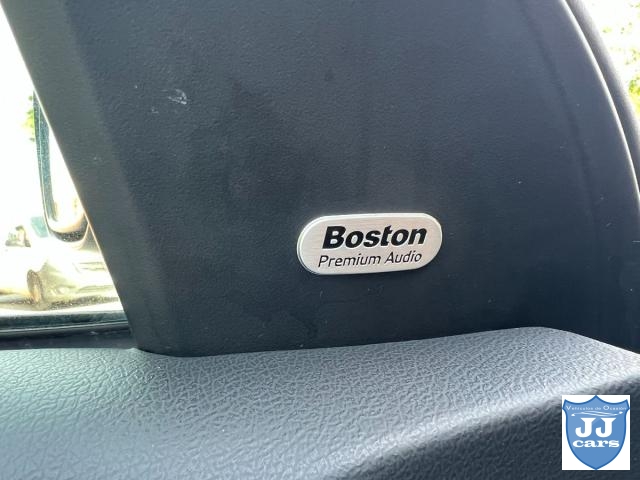 Boston
Premium Audio
JJ
cars